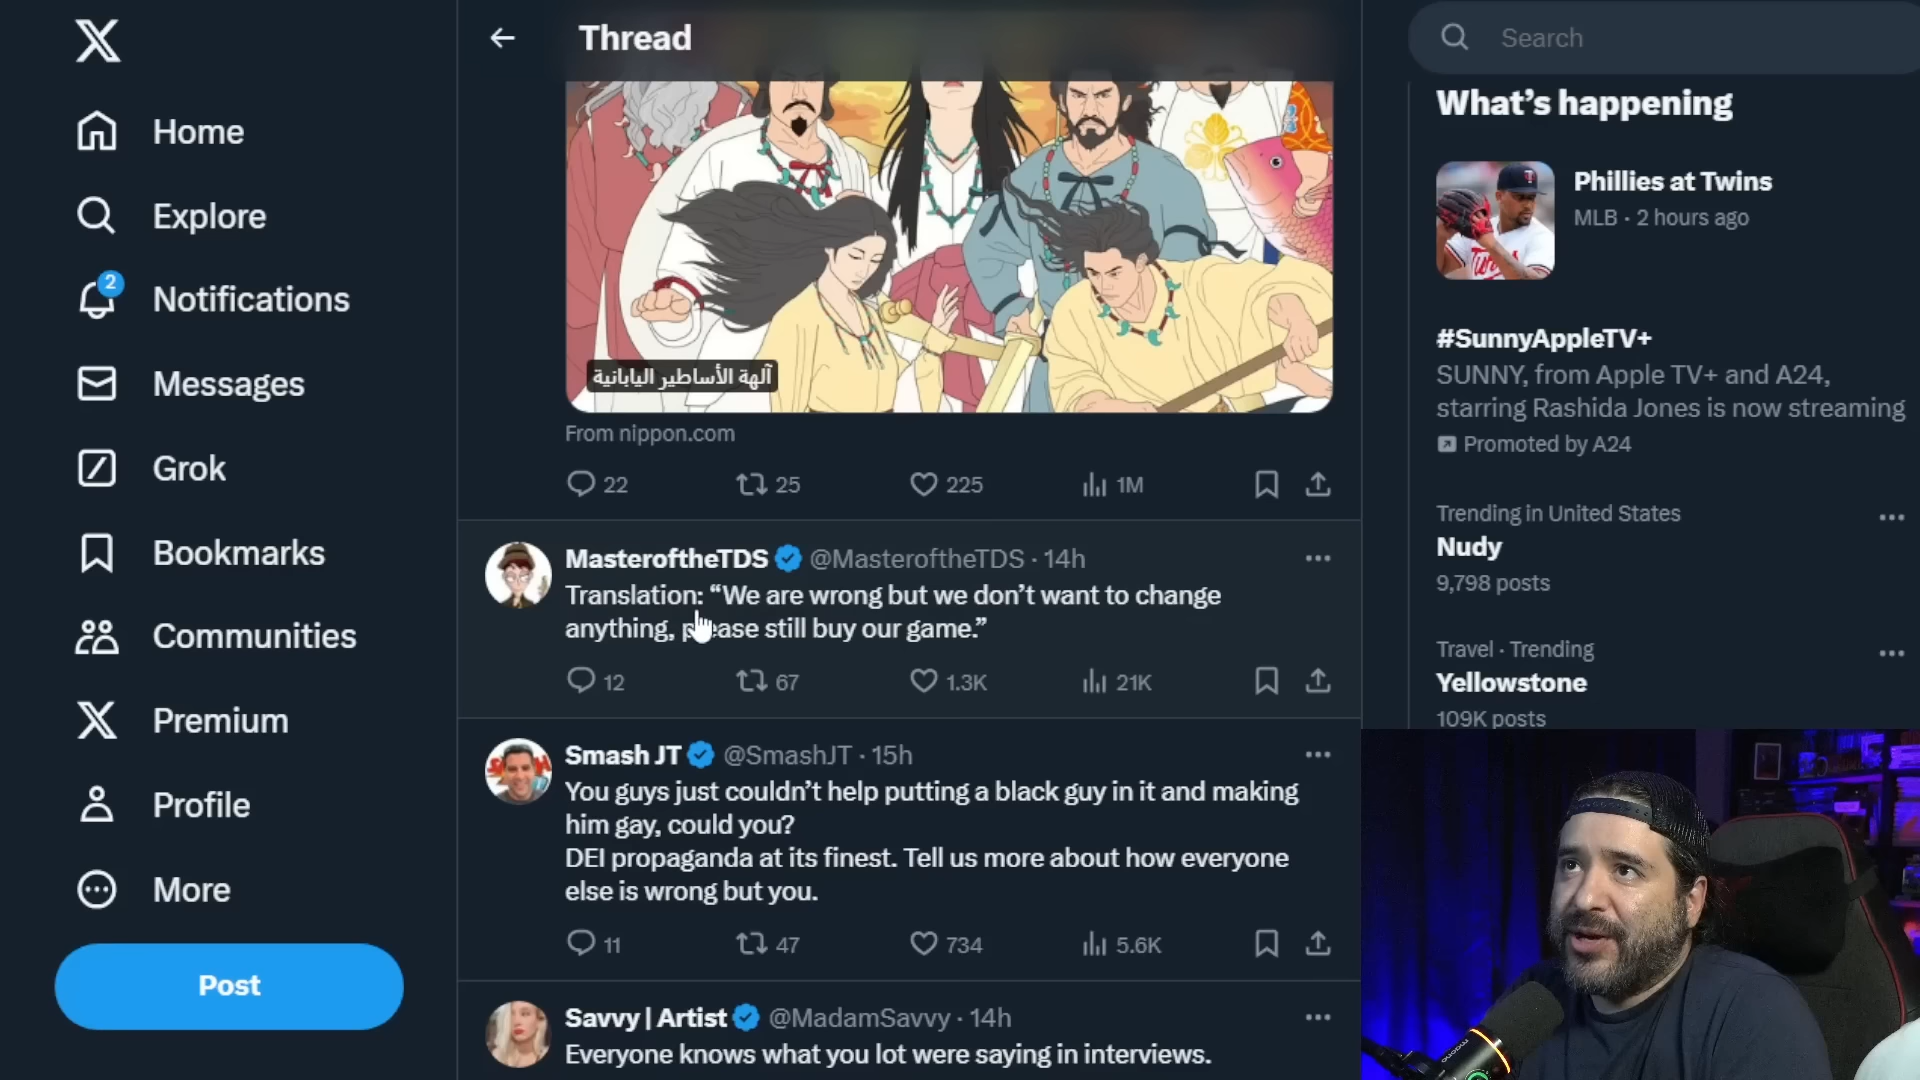 Home
Explore
2
Notifications
Messages
Grok
Bookmarks
Communities
Premium
Profile
More
Post
Thread
آلهة الأساطير اليابانية
From nippon.com
22 25 225 1M
MasteroftheTDS @MasteroftheTDS · 14h
Translation: “We are wrong but we don’t want to change
anything, please still buy our game.”
12 67 1.3K 21K
Smash JT @SmashJT · 15h
You guys just couldn’t help putting a black guy in it and making
him gay, could you?
DEI propaganda at its finest. Tell us more about how everyone
else is wrong but you.
11 47 734 5.6K
Savvy | Artist @MadamSavvy · 14h
Everyone knows what you lot were saying in interviews.
Search
What’s happening
Phillies at Twins
MLB · 2 hours ago
#SunnyAppleTV+
SUNNY, from Apple TV+ and A24,
starring Rashida Jones is now streaming
Promoted by A24
Trending in United States
Nudy
9,798 posts
Travel · Trending
Yellowstone
109K posts